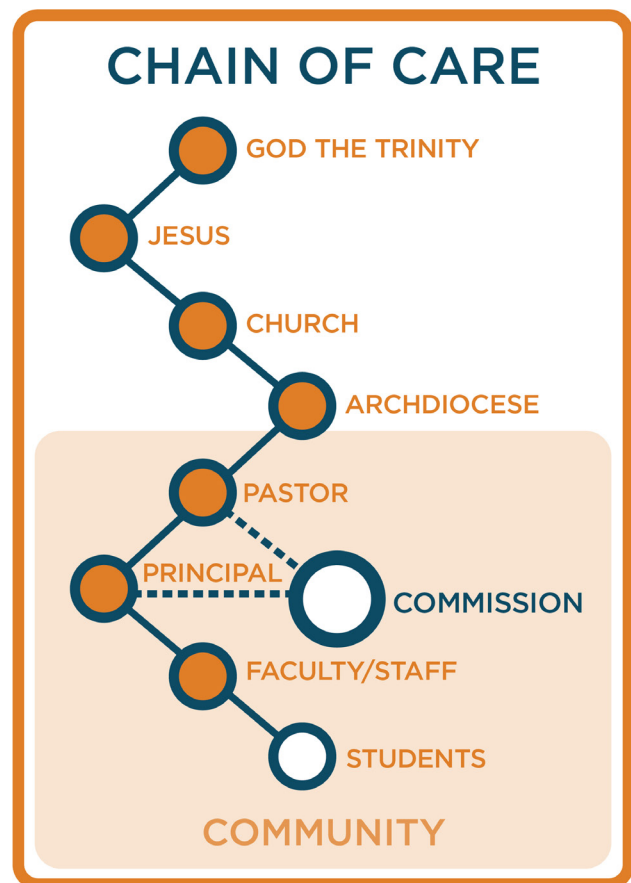 CHAIN OF CARE
GOD THE TRINITY
JESUS
CHURCH
ARCHDIOCESE
PASTOR
PRINCIPAL
COMMISSION
FACULTY/STAFF
STUDENTS
COMMUNITY